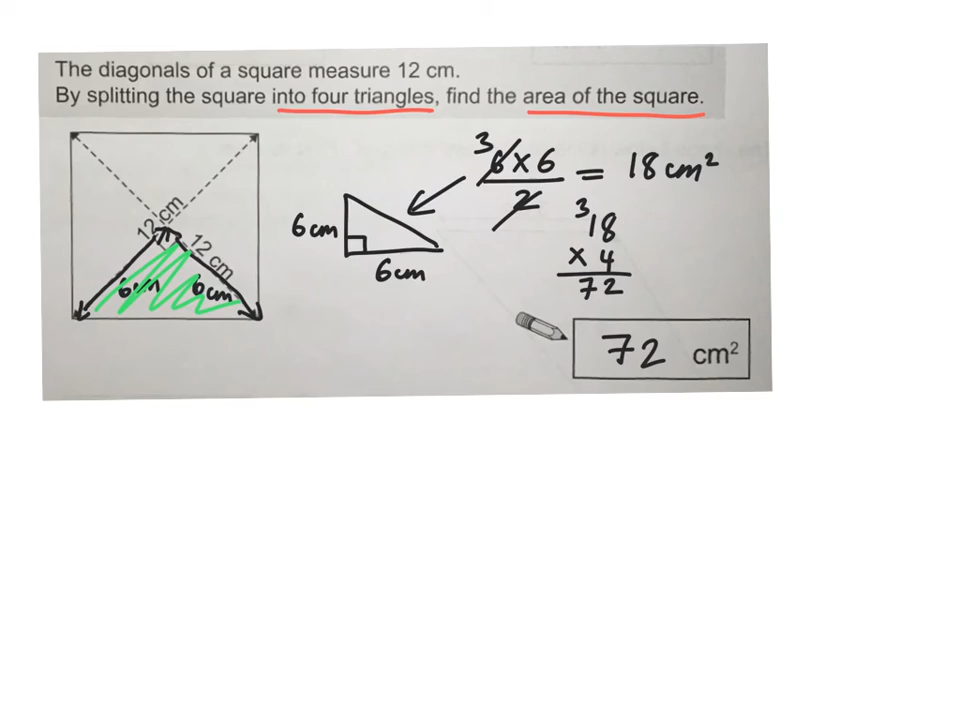 The diagonals of a square measure 12 cm.
By splitting the square into four triangles, find the area of the square.
12 cm
12 cm
6cm
6cm
6cm
6cm
3
6 x 6
2
= 18 cm²
3
18
x 4
72
72 cm²